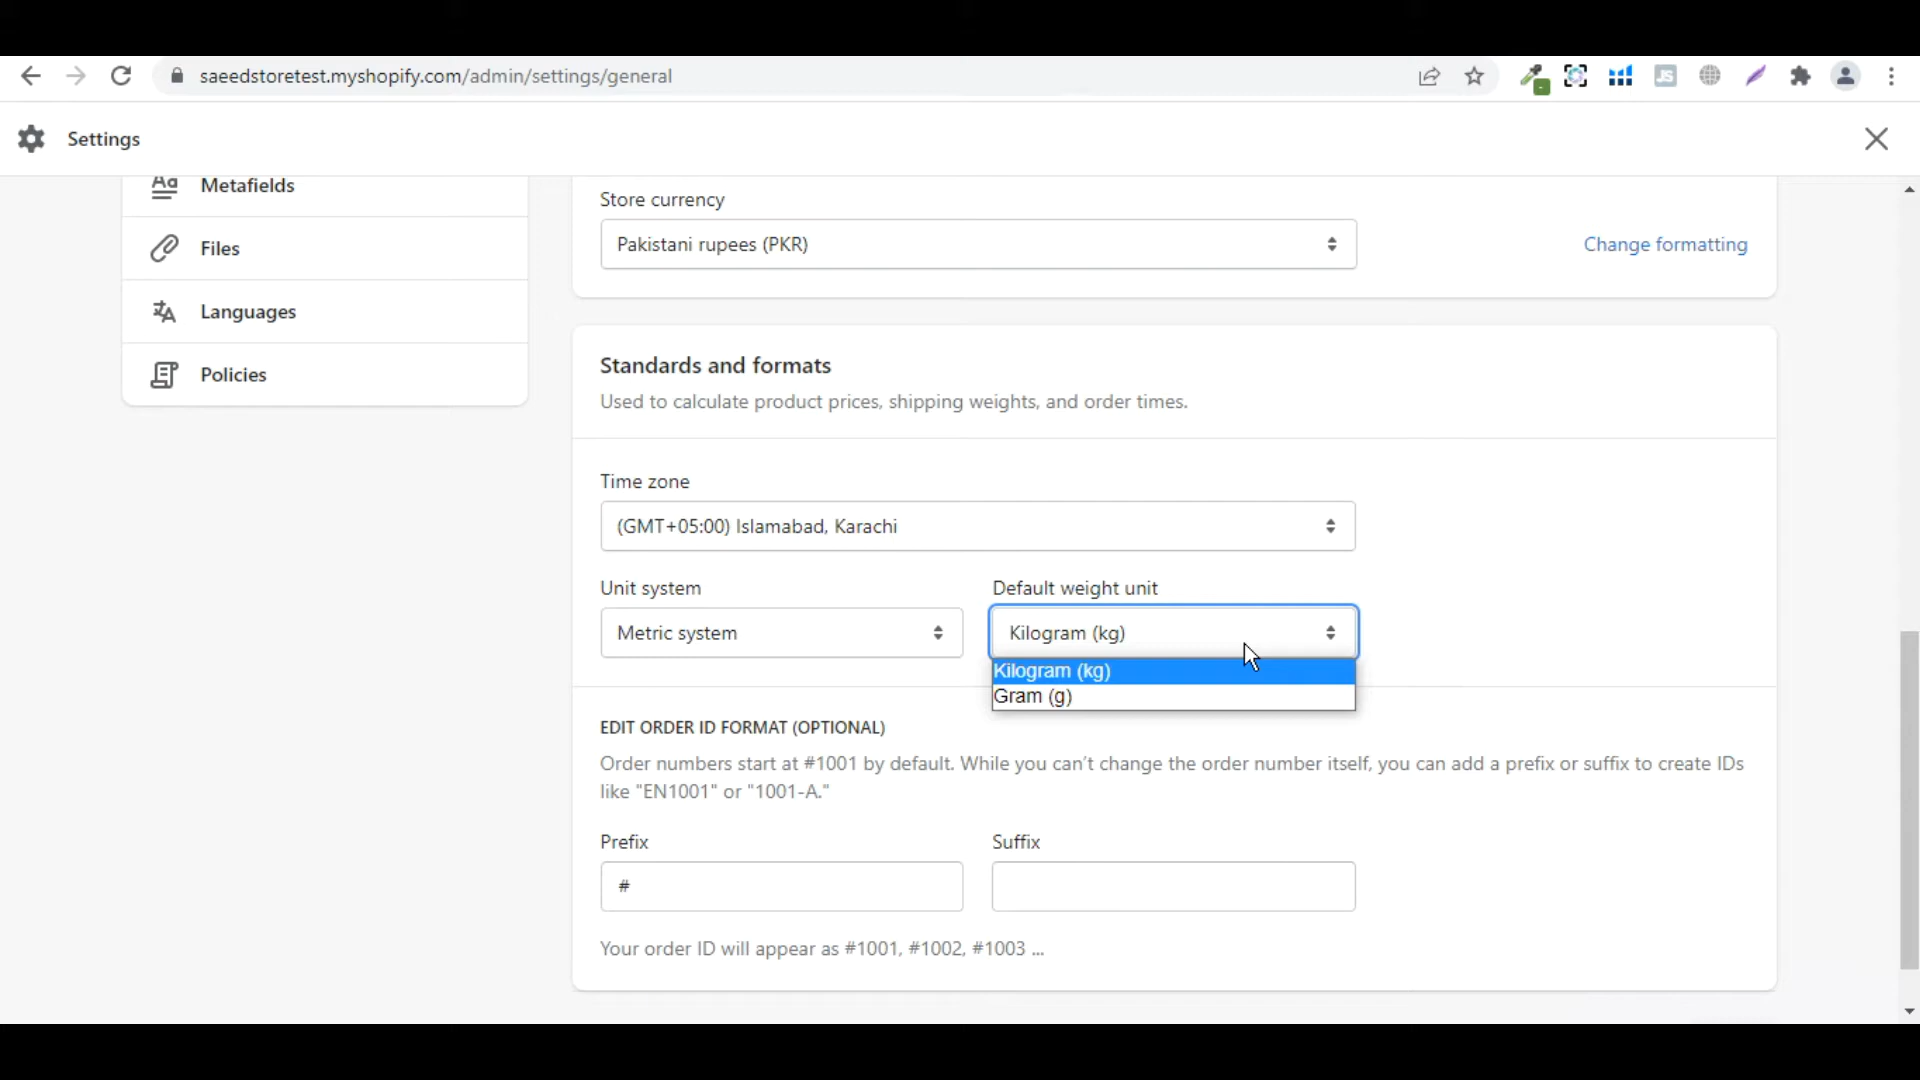 saeedstoretest.myshopify.com/admin/settings/general
JS
Settings
Aa Metafields
Files
Languages
Policies
Store currency
Pakistani rupees (PKR)
Change formatting
Standards and formats
Used to calculate product prices, shipping weights, and order times.
Time zone
(GMT+05:00) Islamabad, Karachi
Unit system
Default weight unit
Metric system
Kilogram (kg)
Kilogram (kg)
Gram (g)
EDIT ORDER ID FORMAT (OPTIONAL)
Order numbers start at #1001 by default. While you can't change the order number itself, you can add a prefix or suffix to create IDs
like "EN1001" or "1001-A."
Prefix
Suffix
#
Your order ID will appear as #1001, #1002, #1003 ...